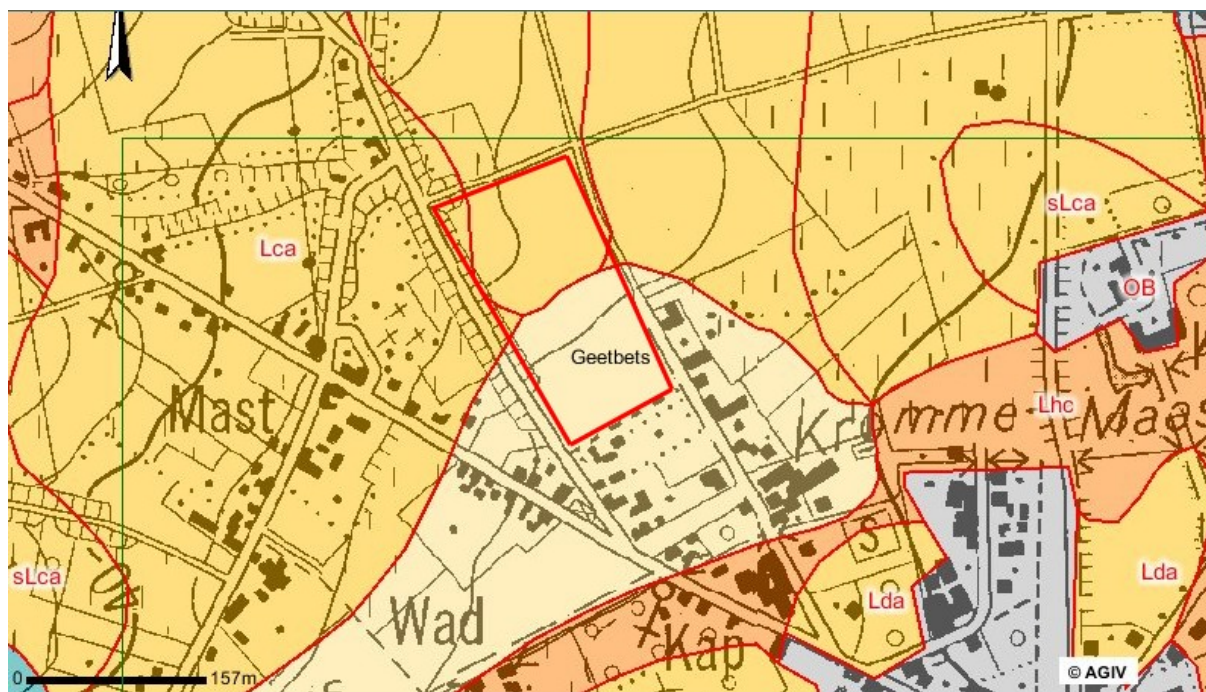 sLca
OB
Lca
Geetbets
Mast
Lhc
Kromme
Maas
sLca
Lda
Lda
Wad
Kap
0
157m
© AGIV